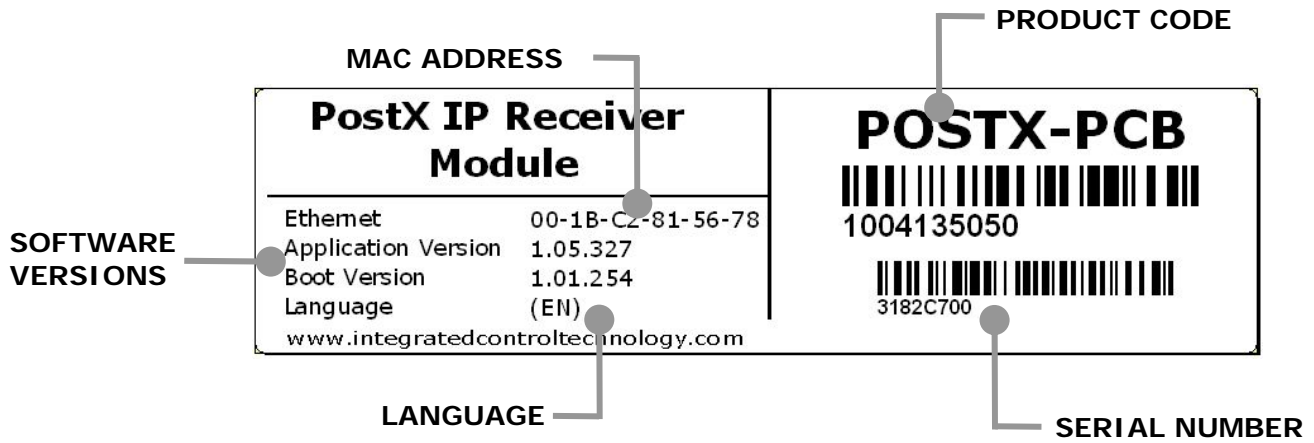 PRODUCT CODE
MAC ADDRESS
PostX IP Receiver
Module
Ethernet 00-1B-C2-81-56-78
Application Version 1.05.327
Boot Version 1.01.254
Language (EN)
www.integratedcontroltechnology.com
POSTX-PCB
1004135050
3182C700
SOFTWARE
VERSIONS
LANGUAGE
SERIAL NUMBER